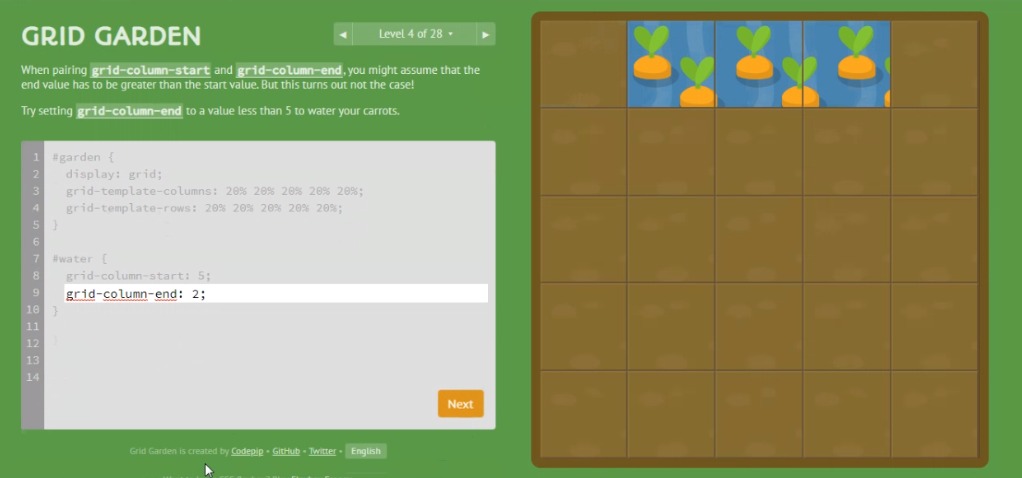 GRID GARDEN
◀ Level 4 of 28 ▾ ▶
When pairing grid-column-start and grid-column-end, you might assume that the
end value has to be greater than the start value. But this turns out not the case!
Try setting grid-column-end to a value less than 5 to water your carrots.
1 #garden {
2 display: grid;
3 grid-template-columns: 20% 20% 20% 20% 20%;
4 grid-template-rows: 20% 20% 20% 20% 20%;
5 }
6
7 #water {
8 grid-column-start: 5;
9 grid-column-end: 2;
10 }
11
12
13
14
Next
Grid Garden is created by Codepip • GitHub • Twitter • English